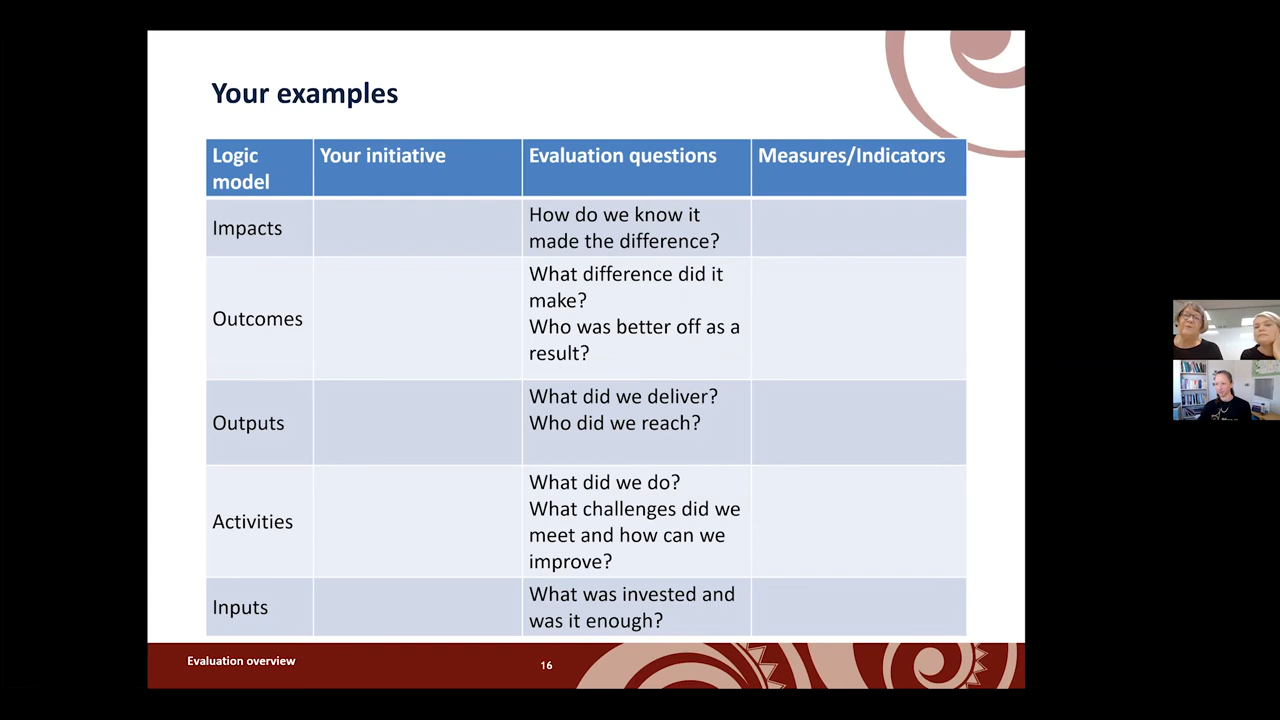 Your examples
Logic
model
Your initiative
Evaluation questions
Measures/Indicators
Impacts
How do we know it
made the difference?
Outcomes
What difference did it
make?
Who was better off as a
result?
Outputs
What did we deliver?
Who did we reach?
Activities
What did we do?
What challenges did we
meet and how can we
improve?
Inputs
What was invested and
was it enough?
Evaluation overview
16